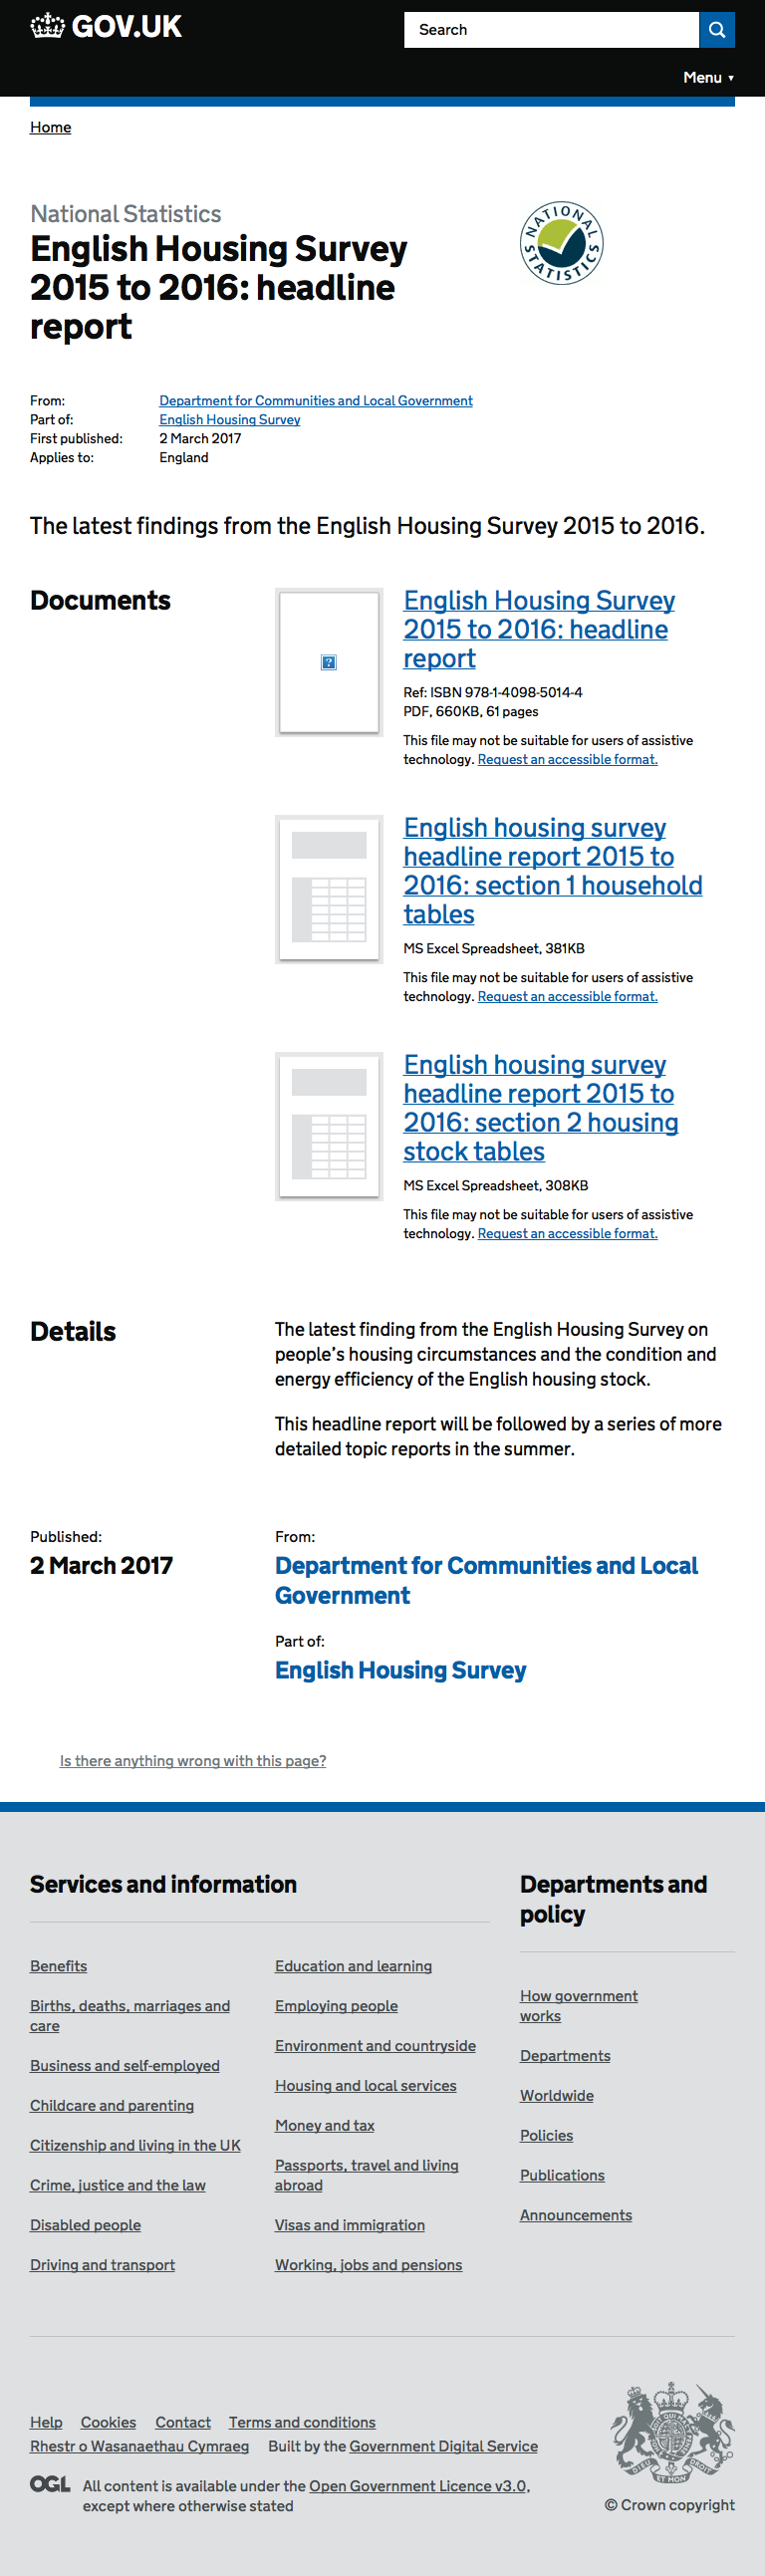 GOV.UK
Search
Menu ▼
Home
National Statistics
English Housing Survey
2015 to 2016: headline
report
NATIONAL STATISTICS
From: Department for Communities and Local Government
Part of: English Housing Survey
First published: 2 March 2017
Applies to: England
The latest findings from the English Housing Survey 2015 to 2016.
Documents
?
English Housing Survey
2015 to 2016: headline
report
Ref: ISBN 978-1-4098-5014-4
PDF, 660KB, 61 pages
This file may not be suitable for users of assistive
technology. Request an accessible format.
English housing survey
headline report 2015 to
2016: section 1 household
tables
MS Excel Spreadsheet, 381KB
This file may not be suitable for users of assistive
technology. Request an accessible format.
English housing survey
headline report 2015 to
2016: section 2 housing
stock tables
MS Excel Spreadsheet, 308KB
This file may not be suitable for users of assistive
technology. Request an accessible format.
Details
The latest finding from the English Housing Survey on
people's housing circumstances and the condition and
energy efficiency of the English housing stock.
This headline report will be followed by a series of more
detailed topic reports in the summer.
Published:
2 March 2017
From:
Department for Communities and Local
Government
Part of:
English Housing Survey
Is there anything wrong with this page?
Services and information
Benefits
Births, deaths, marriages and
care
Business and self-employed
Childcare and parenting
Citizenship and living in the UK
Crime, justice and the law
Disabled people
Driving and transport
Education and learning
Employing people
Environment and countryside
Housing and local services
Money and tax
Passports, travel and living
abroad
Visas and immigration
Working, jobs and pensions
Departments and
policy
How government
works
Departments
Worldwide
Policies
Publications
Announcements
Help Cookies Contact Terms and conditions
Rhestr o Wasanaethau Cymraeg Built by the Government Digital Service
OGL
All content is available under the Open Government Licence v3.0,
except where otherwise stated
DIEU ET MON DROIT
© Crown copyright